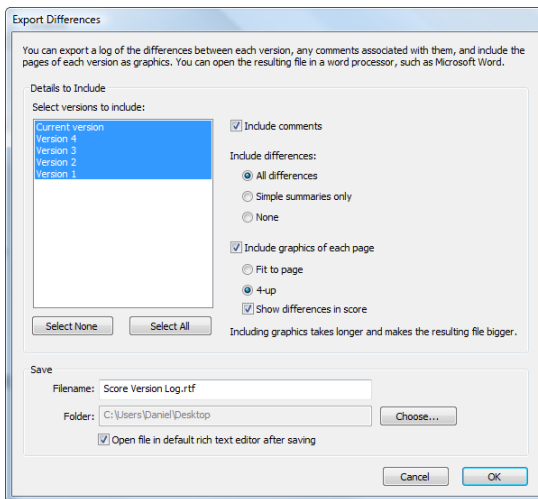 Export Differences
You can export a log of the differences between each version, any comments associated with them, and include the
pages of each version as graphics. You can open the resulting file in a word processor, such as Microsoft Word.
Details to Include
Select versions to include:
Current version
Version 4
Version 3
Version 2
Version 1
Select None
Select All
Include comments
Include differences:
All differences
Simple summaries only
None
Include graphics of each page
Fit to page
4-up
Show differences in score
Including graphics takes longer and makes the resulting file bigger.
Save
Filename: Score Version Log.rtf
Folder: C:\Users\Daniel\Desktop
Choose...
Open file in default rich text editor after saving
Cancel
OK